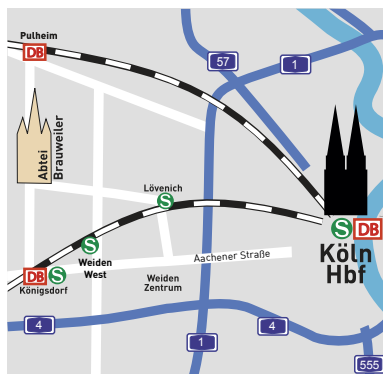 Pulheim
DB
57
1
Abtei
Brauweiler
Lövenich
S
S
DB
Köln
Hbf
S
Weiden
West
Aachener Straße
DB
S
Königsdorf
Weiden
Zentrum
4
4
1
555